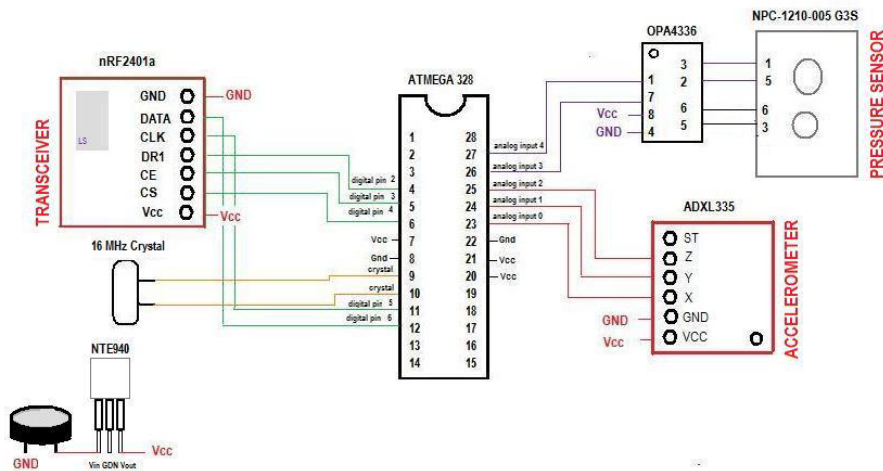 nRF2401a
TRANSCEIVER
LS
GND
GND
DATA
CLK
DR1
CE
CS
Vcc
Vcc
16 MHz Crystal
NTE940
GND
Vin GDN Vout
Vcc
digital pin 2
digital pin 3
digital pin 4
Vcc
Gnd
crystal
crystal
digital pin 5
digital pin 6
ATMEGA 328
1 28
2 27
3 26
4 25
5 24
6 23
7 22
8 21
9 20
10 19
11 18
12 17
13 16
14 15
analog input 4
analog input 3
analog input 2
analog input 1
analog input 0
Gnd
Vcc
Vcc
OPA4336
1 3
7 2
Vcc 8 6
GND 4 5
NPC-1210-005 G3S
1
5
6
3
PRESSURE SENSOR
ADXL335
ST
Z
Y
X
GND GND
Vcc VCC
ACCELEROMETER